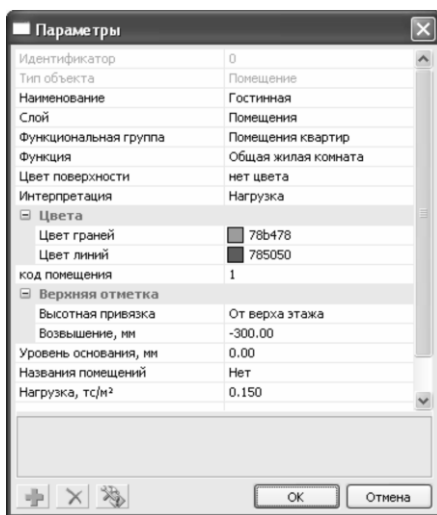 Параметры
Идентификатор 0
Тип объекта Помещение
Наименование Гостинная
Слой Помещения
Функциональная группа Помещения квартир
Функция Общая жилая комната
Цвет поверхности нет цвета
Интерпретация Нагрузка
Цвета
Цвет граней 78b478
Цвет линий 785050
код помещения 1
Верхняя отметка
Высотная привязка От верха этажа
Возвышение, мм -300.00
Уровень основания, мм 0.00
Названия помещений Нет
Нагрузка, тс/м² 0.150
ОК Отмена